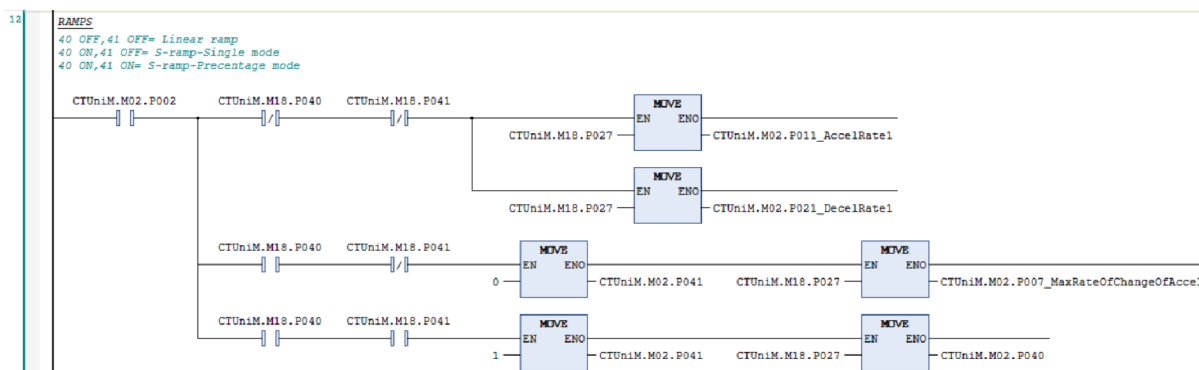 12
RAMPS
40 OFF,41 OFF= Linear ramp
40 ON,41 OFF= S-ramp-Single mode
40 ON,41 ON= S-ramp-Precentage mode
CTUniM.M02.P002 CTUniM.M18.P040 CTUniM.M18.P041
MOVE
EN ENO
CTUniM.M18.P027 CTUniM.M02.P011_AccelRate1
MOVE
EN ENO
CTUniM.M18.P027 CTUniM.M02.P021_DecelRate1
CTUniM.M18.P040 CTUniM.M18.P041 MOVE MOVE
EN ENO EN ENO
0 CTUniM.M02.P041 CTUniM.M18.P027 CTUniM.M02.P007_MaxRateOfChangeOfAccel
CTUniM.M18.P040 CTUniM.M18.P041 MOVE MOVE
EN ENO EN ENO
1 CTUniM.M02.P041 CTUniM.M18.P027 CTUniM.M02.P040